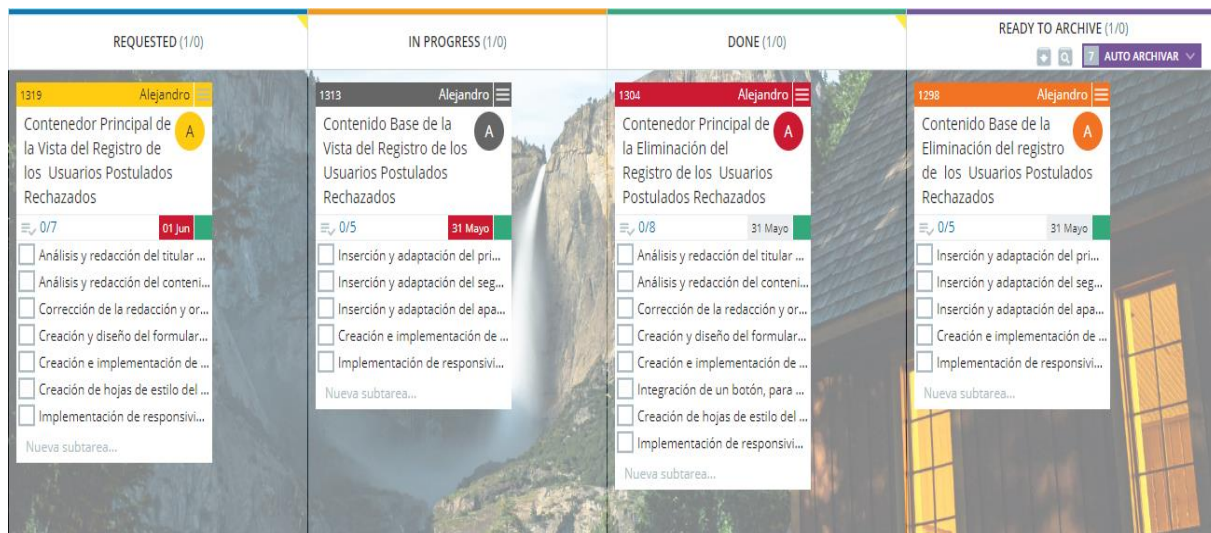 REQUESTED (1/0)
1319 Alejandro
Contenedor Principal de
la Vista del Registro de
los Usuarios Postulados
Rechazados
A
0/7 01 Jun
Análisis y redacción del titular ...
Análisis y redacción del conteni...
Corrección de la redacción y or...
Creación y diseño del formular...
Creación e implementación de ...
Creación de hojas de estilo del ...
Implementación de responsivi...
Nueva subtarea...
IN PROGRESS (1/0)
1313 Alejandro
Contenido Base de la
Vista del Registro de los
Usuarios Postulados
Rechazados
A
0/5 31 Mayo
Inserción y adaptación del pri...
Inserción y adaptación del seg...
Inserción y adaptación del apa...
Creación e implementación de ...
Implementación de responsivi...
Nueva subtarea...
DONE (1/0)
1304 Alejandro
Contenedor Principal de
la Eliminación del
Registro de los Usuarios
Postulados Rechazados
A
0/8 31 Mayo
Análisis y redacción del titular ...
Análisis y redacción del conteni...
Corrección de la redacción y or...
Creación y diseño del formular...
Creación e implementación de ...
Integración de un botón, para ...
Creación de hojas de estilo del ...
Implementación de responsivi...
Nueva subtarea...
READY TO ARCHIVE (1/0)
7 AUTO ARCHIVAR
1298 Alejandro
Contenido Base de la
Eliminación del registro
de los Usuarios Postulados
Rechazados
A
0/5 31 Mayo
Inserción y adaptación del pri...
Inserción y adaptación del seg...
Inserción y adaptación del apa...
Creación e implementación de ...
Implementación de responsivi...
Nueva subtarea...